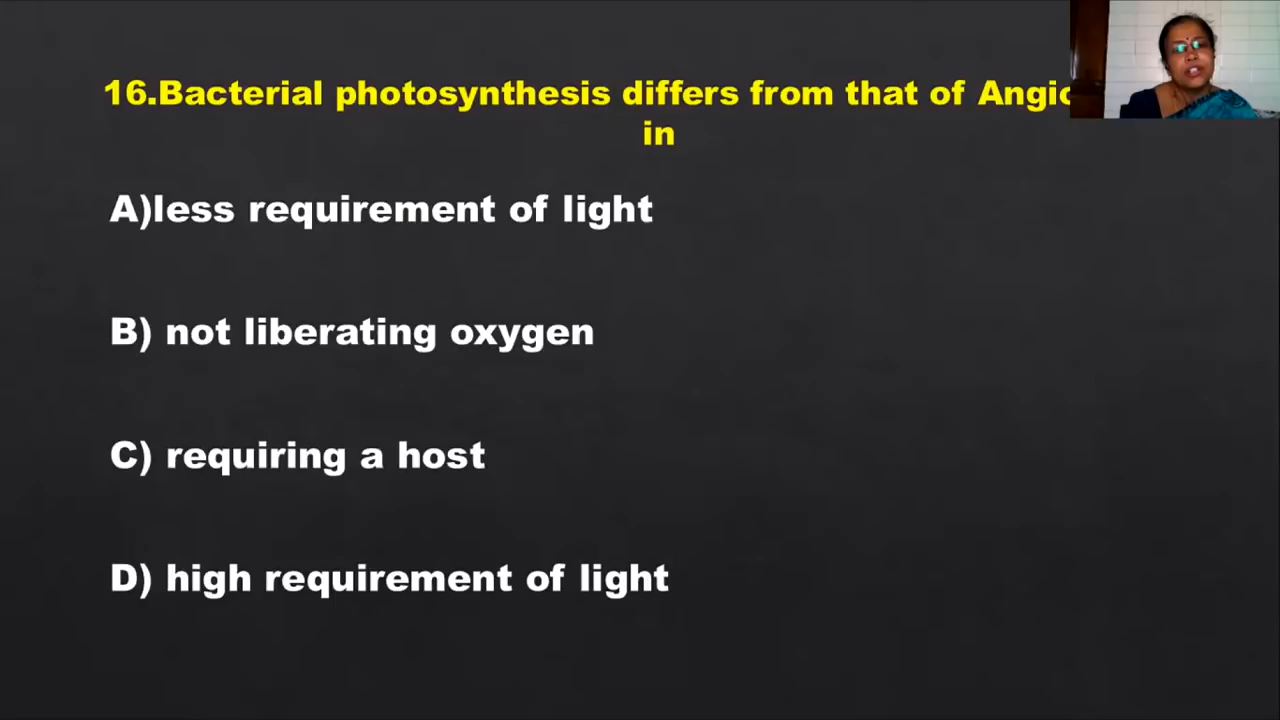 16.Bacterial photosynthesis differs from that of
in
A)less requirement of light
B) not liberating oxygen
C) requiring a host
D) high requirement of light